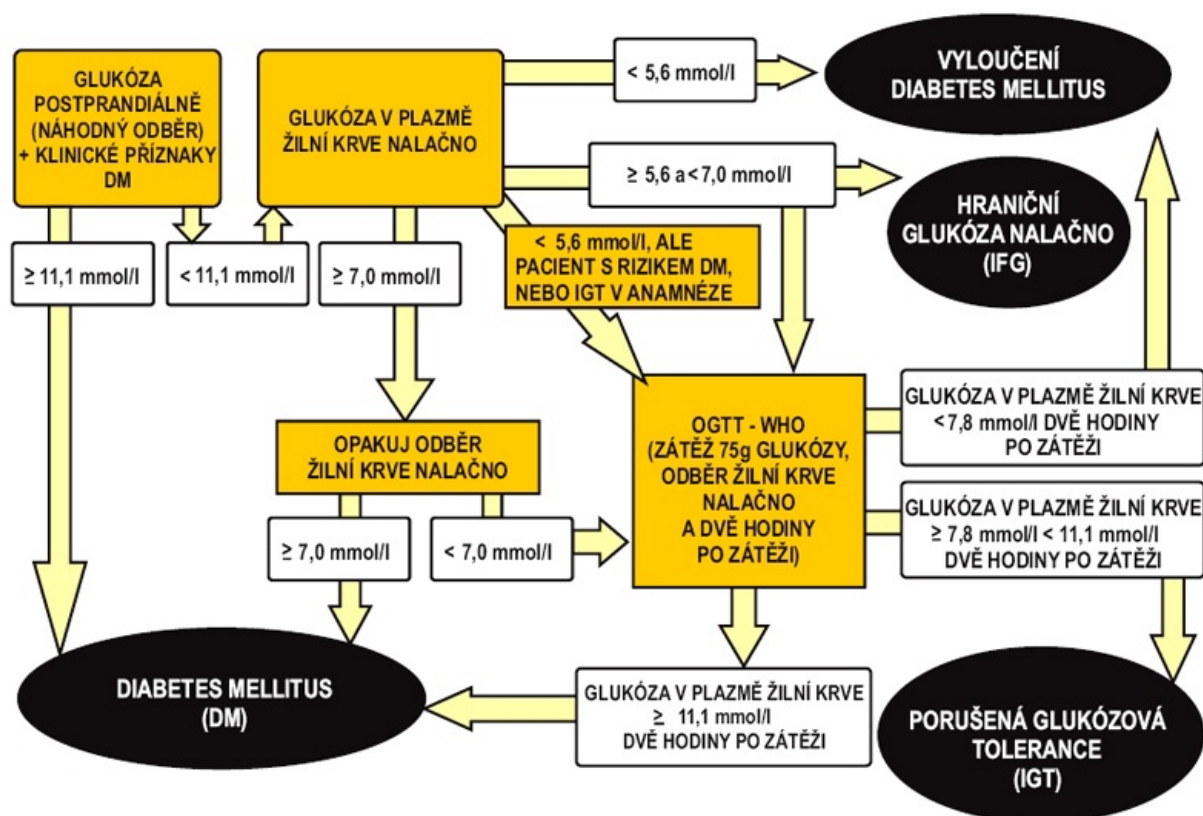 GLUKÓZA
POSTPRANDIÁLNĚ
(NÁHODNÝ ODBĚR)
+ KLINICKÉ PŘÍZNAKY
DM
GLUKÓZA V PLAZMĚ
ŽILNÍ KRVE NALAČNO
< 5,6 mmol/l
VYLOUČENÍ
DIABETES MELLITUS
≥ 5,6 a < 7,0 mmol/l
HRANIČNÍ
GLUKÓZA NALAČNO
(IFG)
≥ 11,1 mmol/l
< 11,1 mmol/l
≥ 7,0 mmol/l
< 5,6 mmol/l, ALE
PACIENT S RIZIKEM DM,
NEBO IGT V ANAMNÉZE
OPAKUJ ODBĚR
ŽILNÍ KRVE NALAČNO
≥ 7,0 mmol/l
< 7,0 mmol/l
OGTT - WHO
(ZÁTĚŽ 75g GLUKÓZY,
ODBĚR ŽILNÍ KRVE
NALAČNO
A DVĚ HODINY
PO ZÁTĚŽI)
GLUKÓZA V PLAZMĚ ŽILNÍ KRVE
< 7,8 mmol/l DVĚ HODINY
PO ZÁTĚŽI
GLUKÓZA V PLAZMĚ ŽILNÍ KRVE
≥ 7,8 mmol/l < 11,1 mmol/l
DVĚ HODINY PO ZÁTĚŽI
DIABETES MELLITUS
(DM)
GLUKÓZA V PLAZMĚ ŽILNÍ KRVE
≥ 11,1 mmol/l
DVĚ HODINY PO ZÁTĚŽI
PORUŠENÁ GLUKÓZOVÁ
TOLERANCE
(IGT)